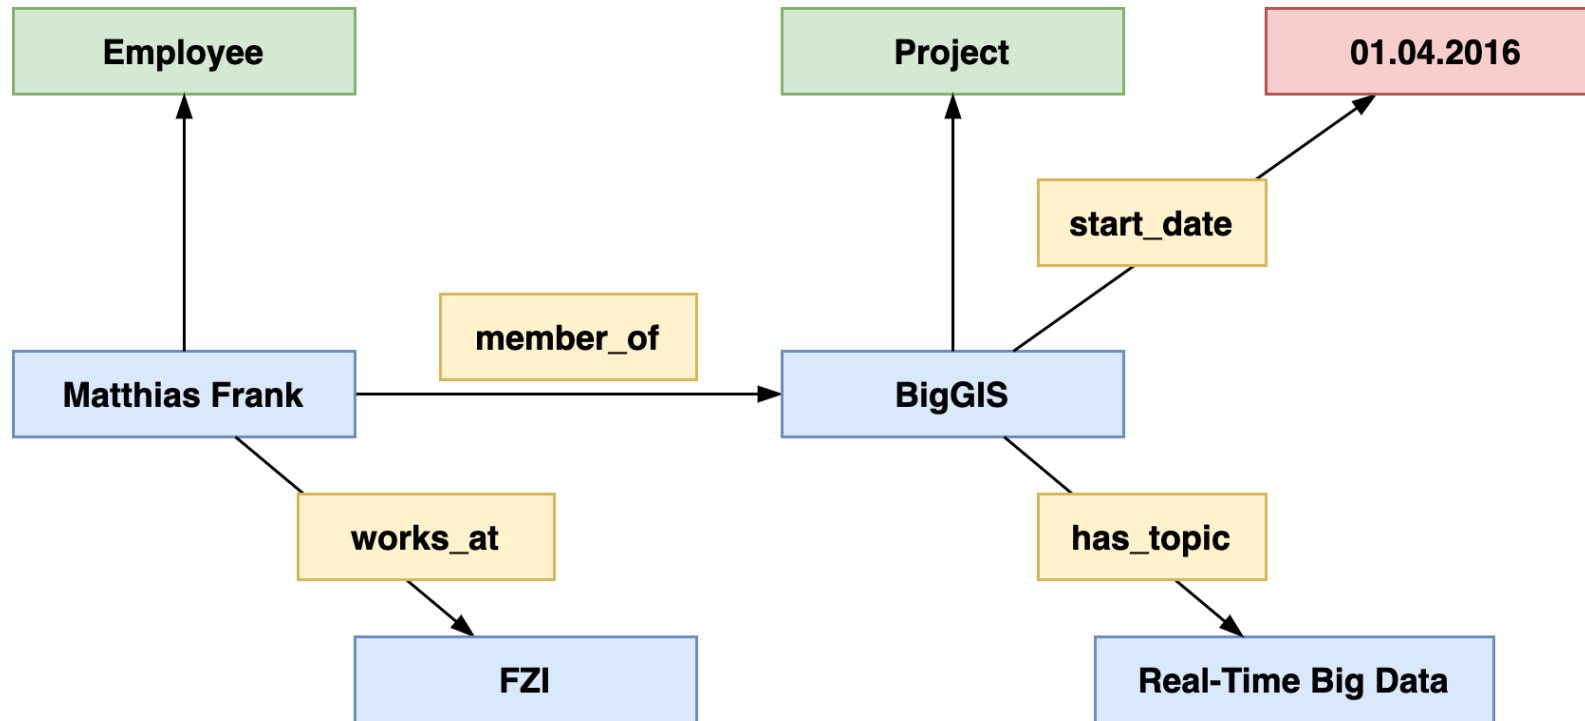 Employee
Project
01.04.2016
start_date
member_of
Matthias Frank
BigGIS
works_at
has_topic
FZI
Real-Time Big Data